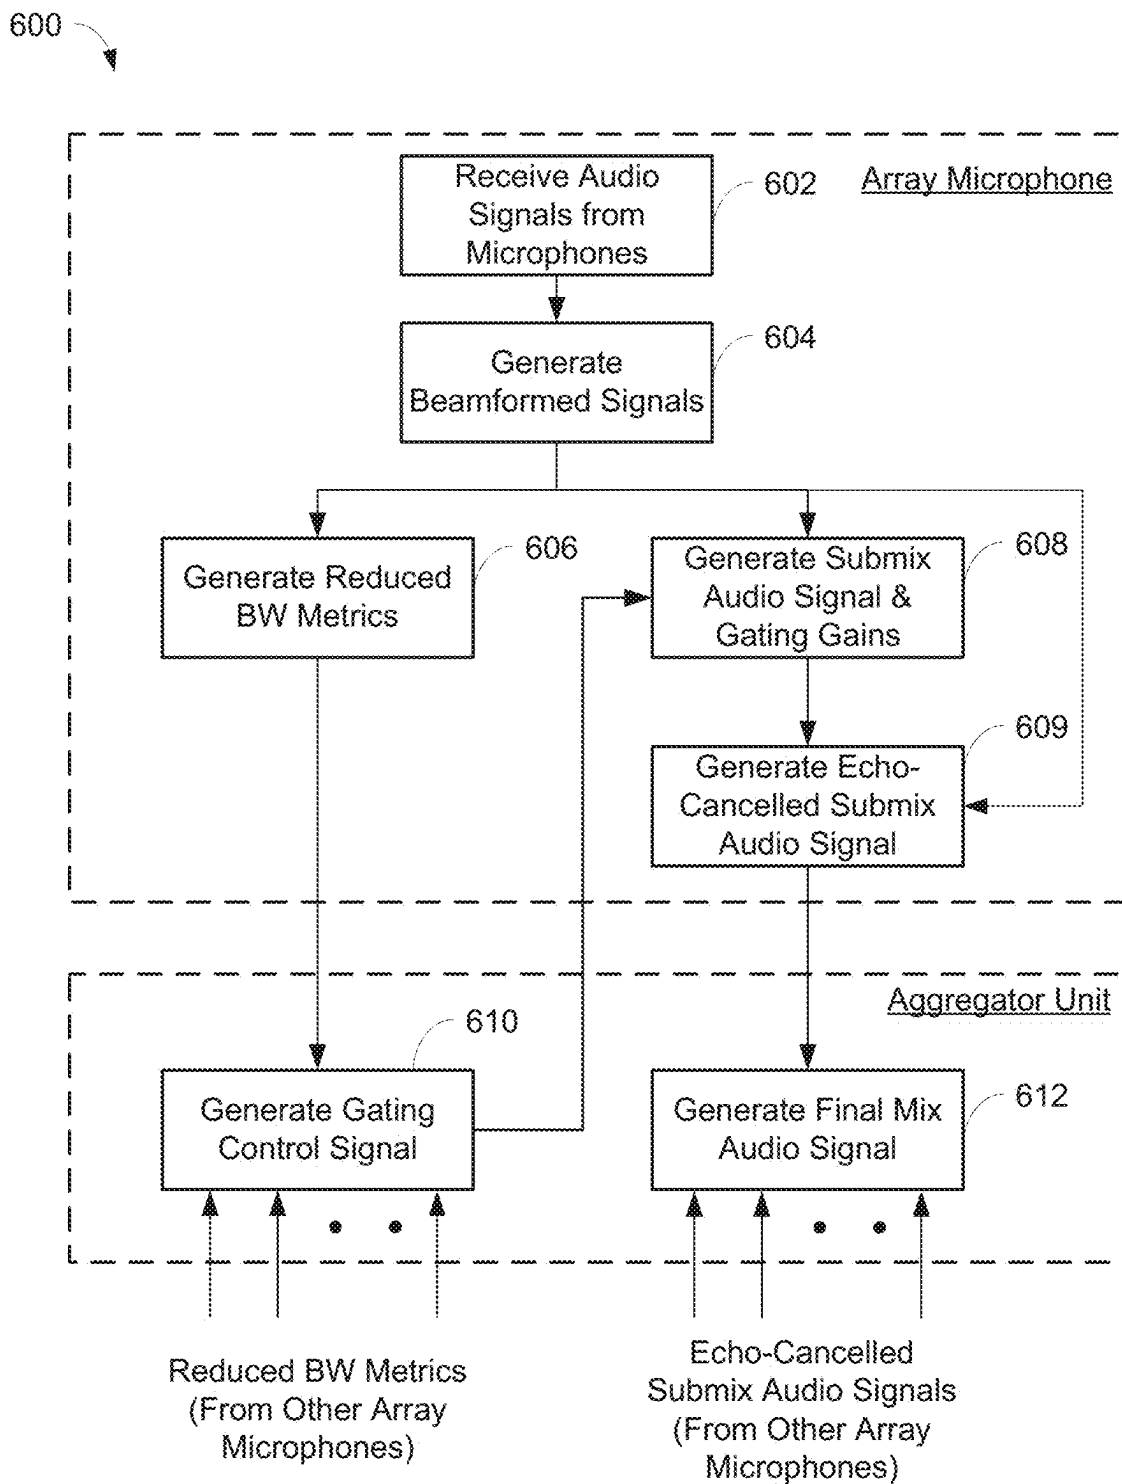 600
Array Microphone
Receive Audio
Signals from
Microphones
602
Generate
Beamformed Signals
604
Generate Reduced
BW Metrics
606
Generate Submix
Audio Signal &
Gating Gains
608
Generate Echo-
Cancelled Submix
Audio Signal
609
Aggregator Unit
Generate Gating
Control Signal
610
Generate Final Mix
Audio Signal
612
Reduced BW Metrics
(From Other Array
Microphones)
Echo-Cancelled
Submix Audio Signals
(From Other Array
Microphones)